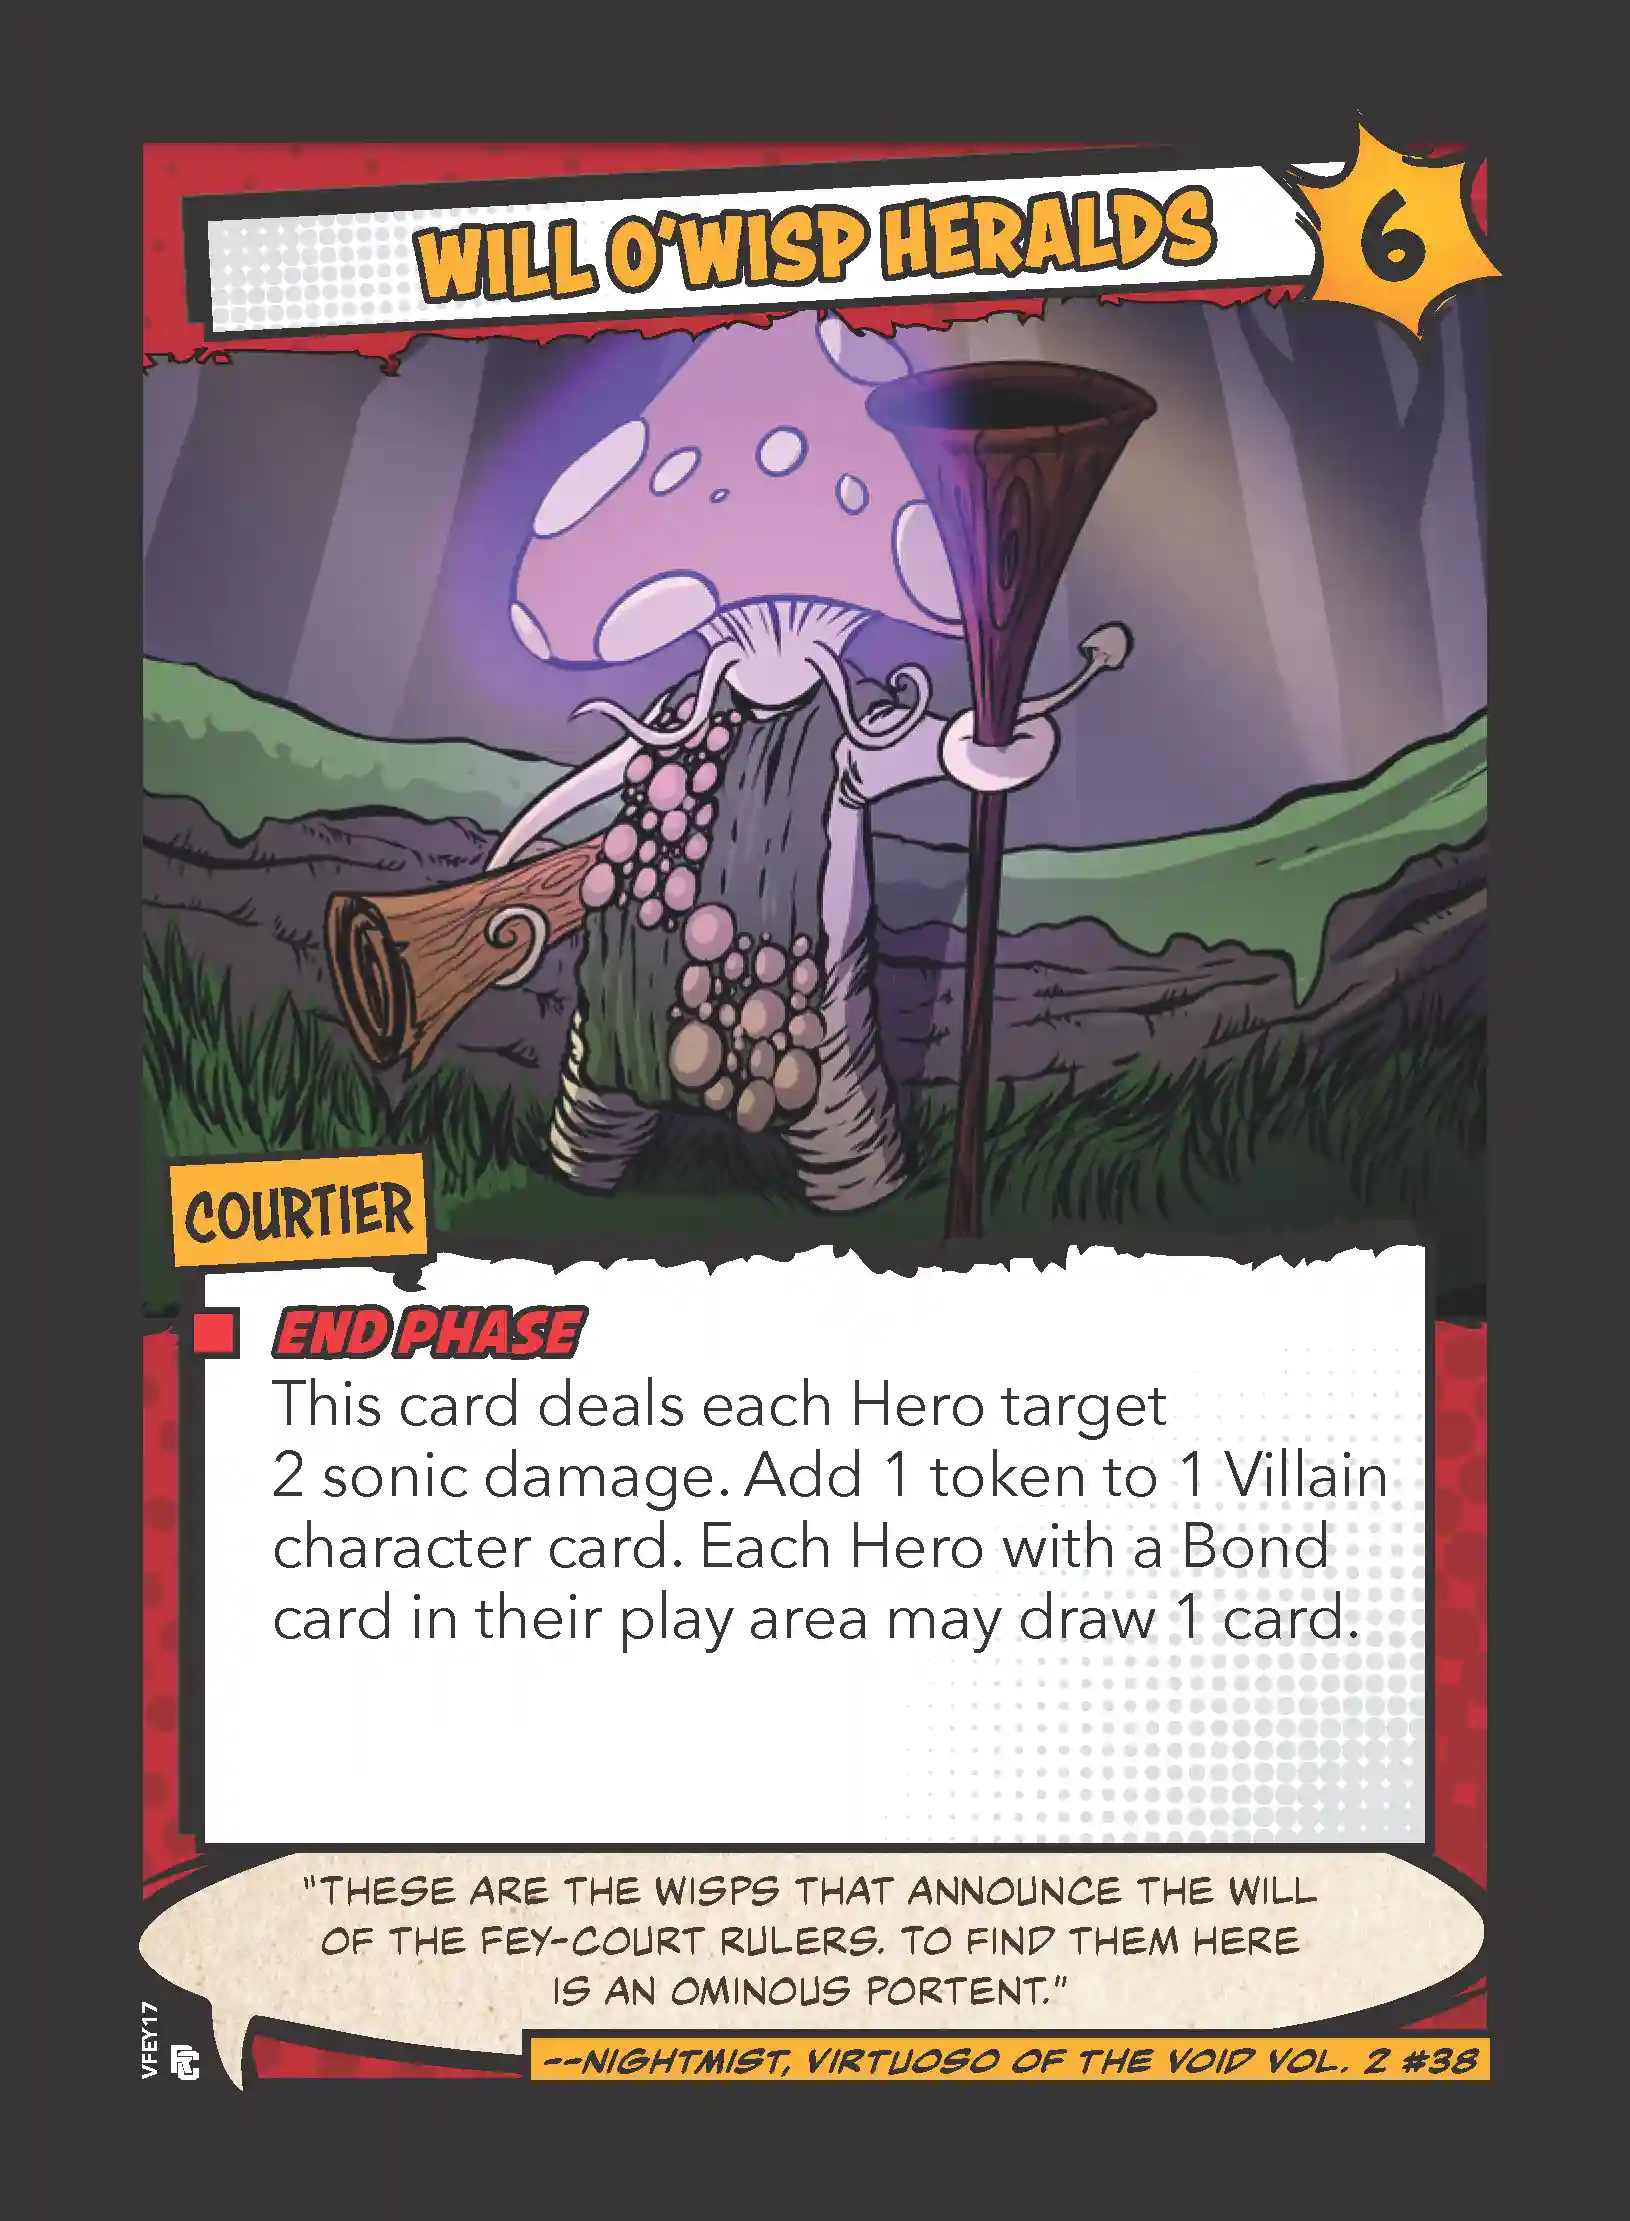 WILL O'WISP HERALDS
6
COURTIER
END PHASE
This card deals each Hero target
2 sonic damage. Add 1 token to 1 Villain
character card. Each Hero with a Bond
card in their play area may draw 1 card.
"THESE ARE THE WISPS THAT ANNOUNCE THE WILL
OF THE FEY-COURT RULERS. TO FIND THEM HERE
IS AN OMINOUS PORTENT."
--NIGHTMIST, VIRTUOSO OF THE VOID VOL. 2 #38
VFEY17